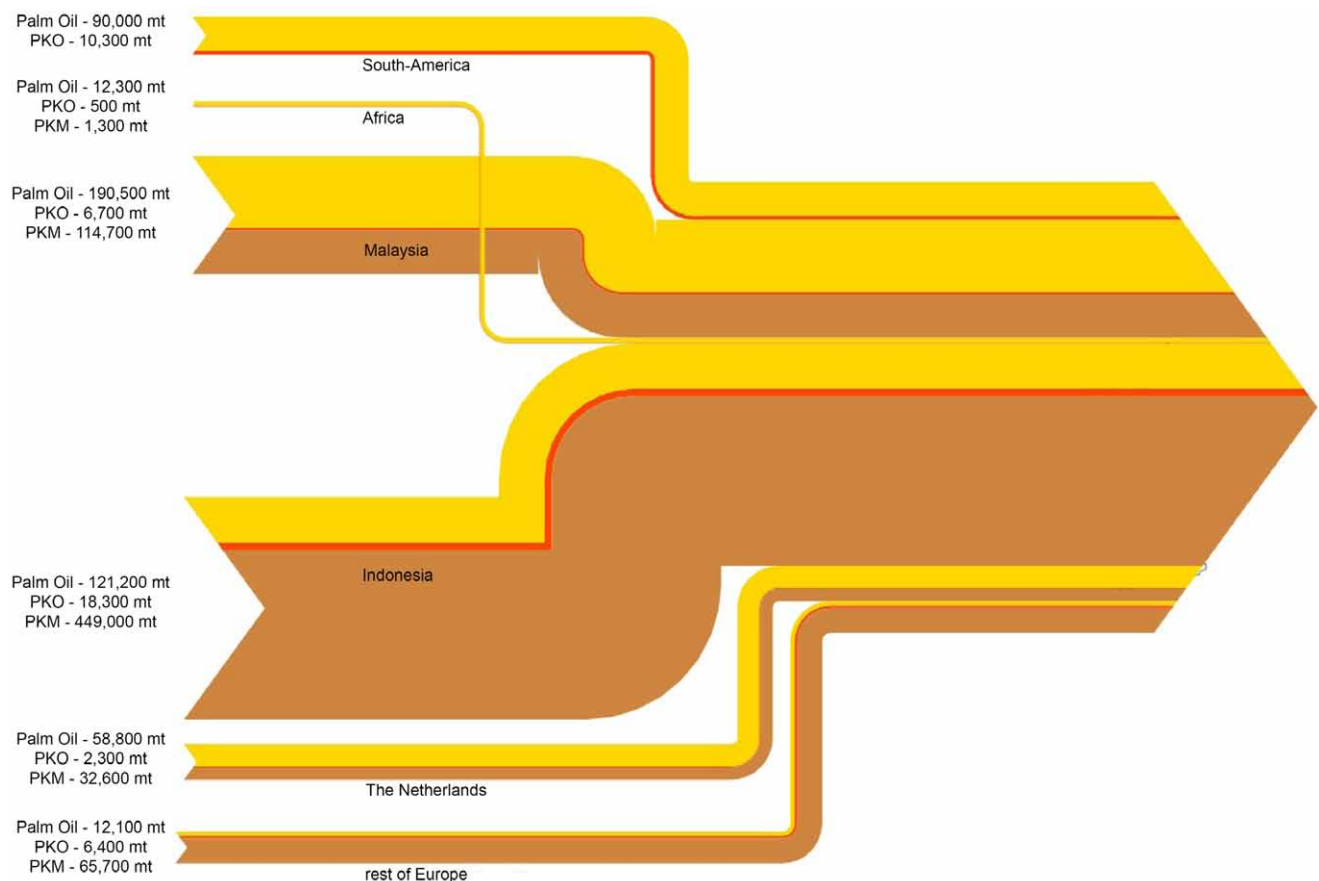 Palm Oil - 90,000 mt
PKO - 10,300 mt
South-America
Palm Oil - 12,300 mt
PKO - 500 mt
PKM - 1,300 mt
Africa
Palm Oil - 190,500 mt
PKO - 6,700 mt
PKM - 114,700 mt
Malaysia
Indonesia
Palm Oil - 121,200 mt
PKO - 18,300 mt
PKM - 449,000 mt
Palm Oil - 58,800 mt
PKO - 2,300 mt
PKM - 32,600 mt
The Netherlands
Palm Oil - 12,100 mt
PKO - 6,400 mt
PKM - 65,700 mt
rest of Europe